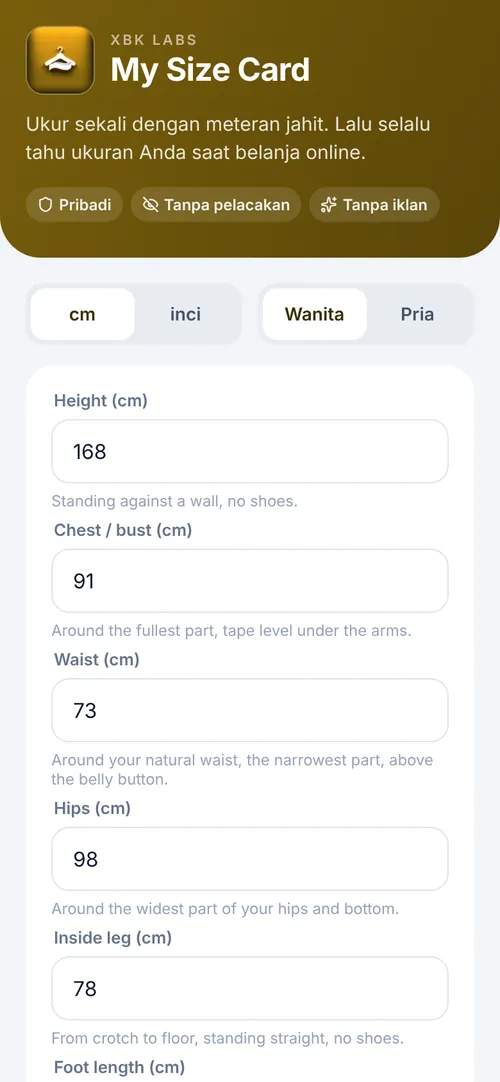 XBK LABS
My Size Card
Ukur sekali dengan meteran jahit. Lalu selalu
tahu ukuran Anda saat belanja online.
Pribadi
Tanpa pelacakan
Tanpa iklan
cm
inci
Wanita
Pria
Height (cm)
168
Standing against a wall, no shoes.
Chest / bust (cm)
91
Around the fullest part, tape level under the arms.
Waist (cm)
73
Around your natural waist, the narrowest part, above
the belly button.
Hips (cm)
98
Around the widest part of your hips and bottom.
Inside leg (cm)
78
From crotch to floor, standing straight, no shoes.
Foot length (cm)